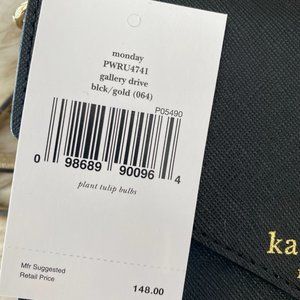 monday
PWRU4741
gallery drive
blck/gold (064)
P05490
0 98689 90096 4
plant tulip bulbs
Mfr Suggested
Retail Price
148.00
ka